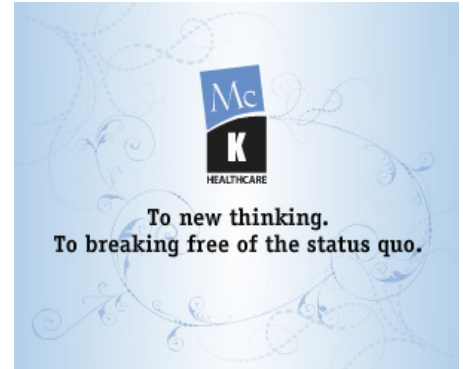 Mc
K
HEALTHCARE
To new thinking.
To breaking free of the status quo.